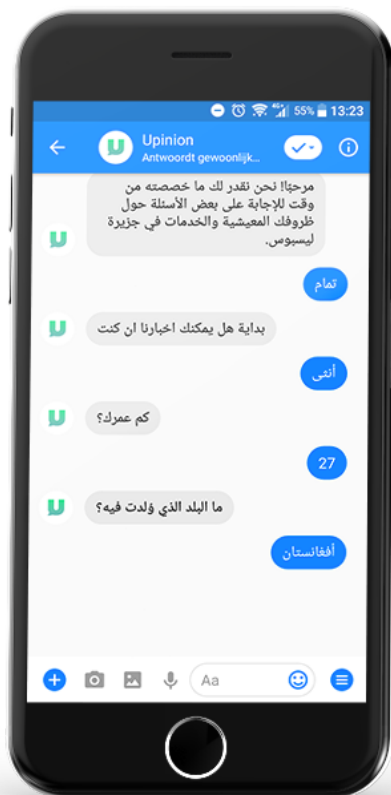 55% 13:23
Upinion
Antwoordt gewoonlijk...
مرحبًا! نحن نقدر لك ما خصصته من
وقت للإجابة على بعض الأسئلة حول
ظروفك المعيشية والخدمات في جزيرة
ليسبوس.
تمام
بداية هل يمكنك اخبارنا ان كنت
أنثى
كم عمرك؟
27
ما البلد الذي وُلدت فيه؟
أفغانستان
Aa